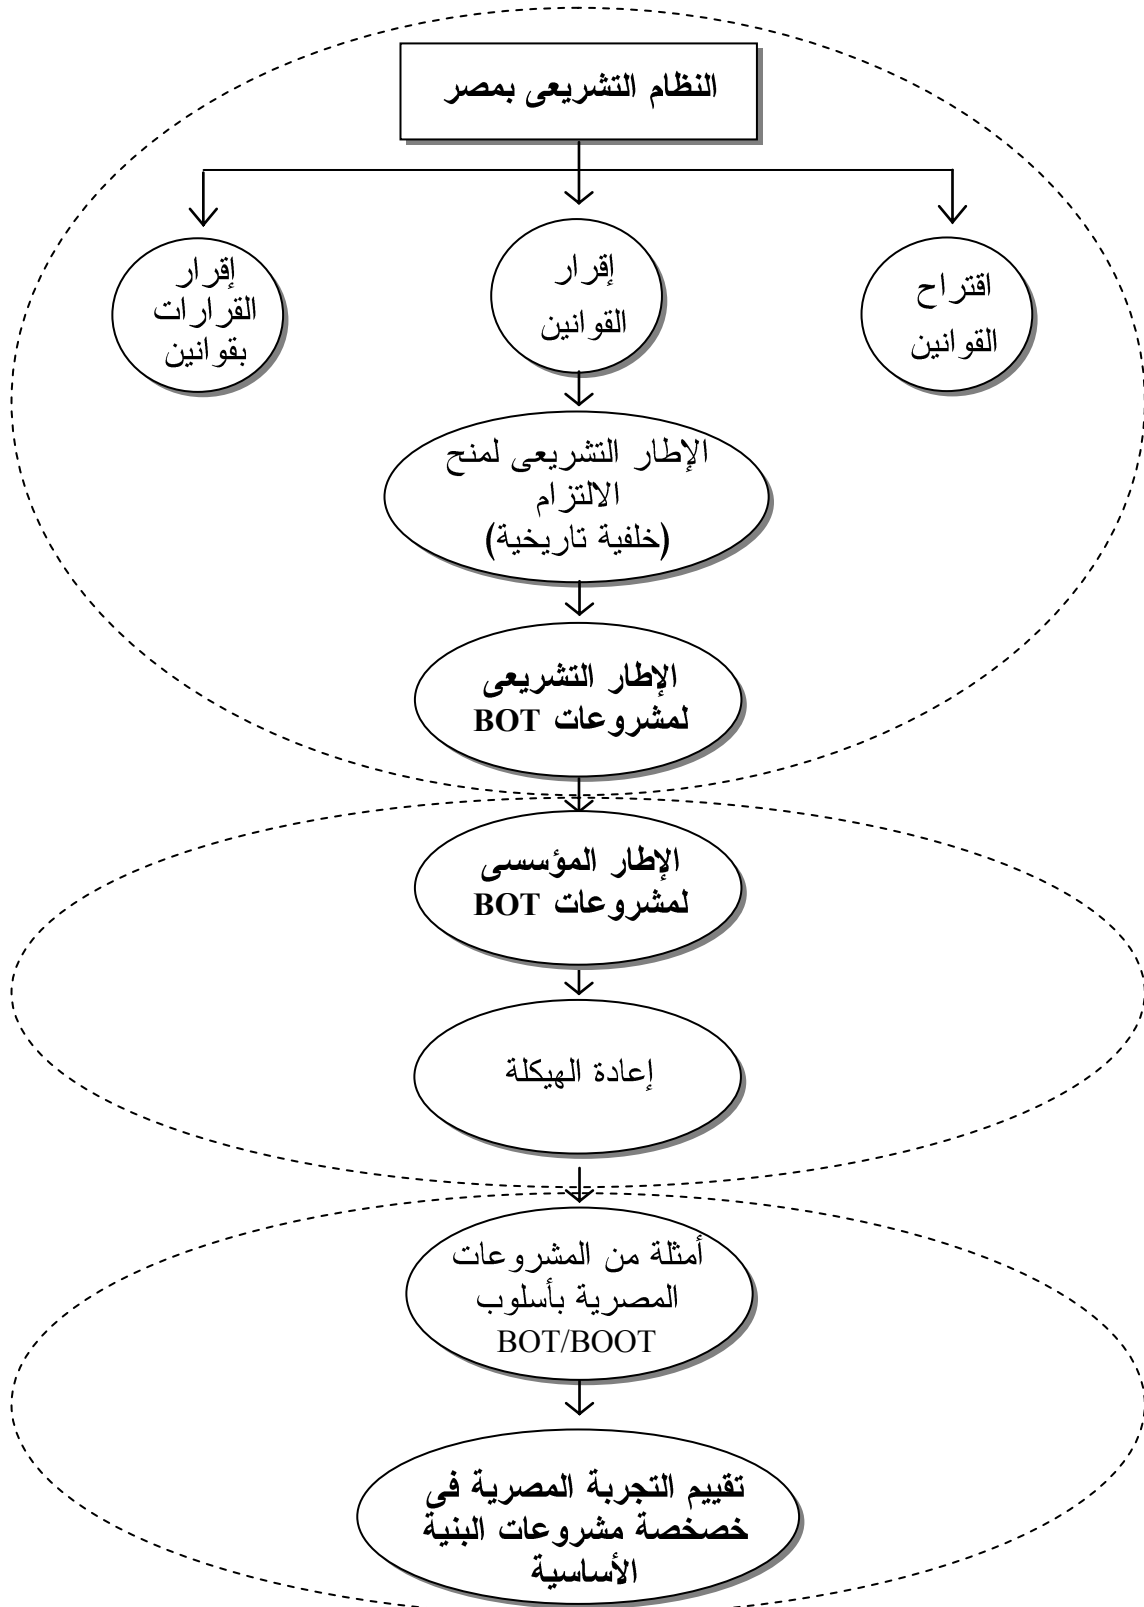 النظام التشريعى بمصر
اقتراح
القوانين
إقرار
القوانين
إقرار
القرارات
بقوانين
الإطار التشريعى لمنح
الالتزام
(خلفية تاريخية)
الإطار التشريعى
لمشروعات BOT
الإطار المؤسسى
لمشروعات BOT
إعادة الهيكلة
أمثلة من المشروعات
المصرية بأسلوب
BOT/BOOT
تقييم التجربة المصرية فى
خصخصة مشروعات البنية
الأساسية